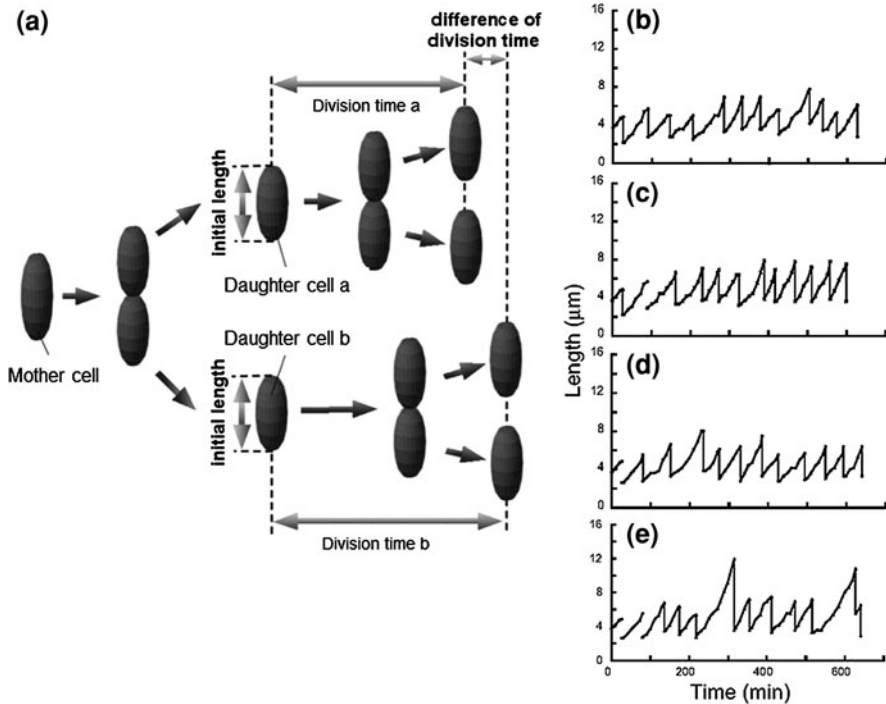 (a)
difference of
division time
Division time a
initial length
Daughter cell a
Mother cell
Daughter cell b
initial length
Division time b
(b)
16
12
8
4
0
(c)
16
12
8
4
0
(d)
16
12
8
4
0
(e)
16
12
8
4
0
0
200
400
600
Length (μm)
Time (min)